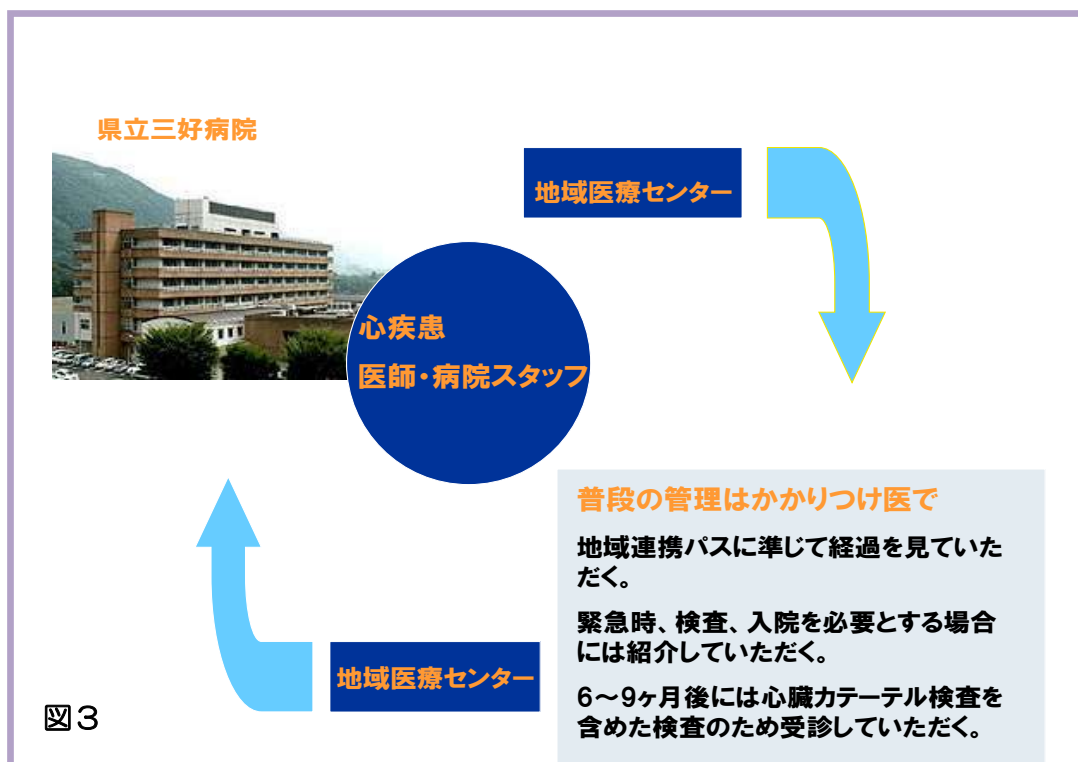 県立三好病院
地域医療センター
心疾患
医師・病院スタッフ
普段の管理はかかりつけ医で
地域連携パスに準じて経過を見ていた
だく。
緊急時、検査、入院を必要とする場合
には紹介していただく。
6～9ヶ月後には心臓カテーテル検査を
含めた検査のため受診していただく。
地域医療センター
図３